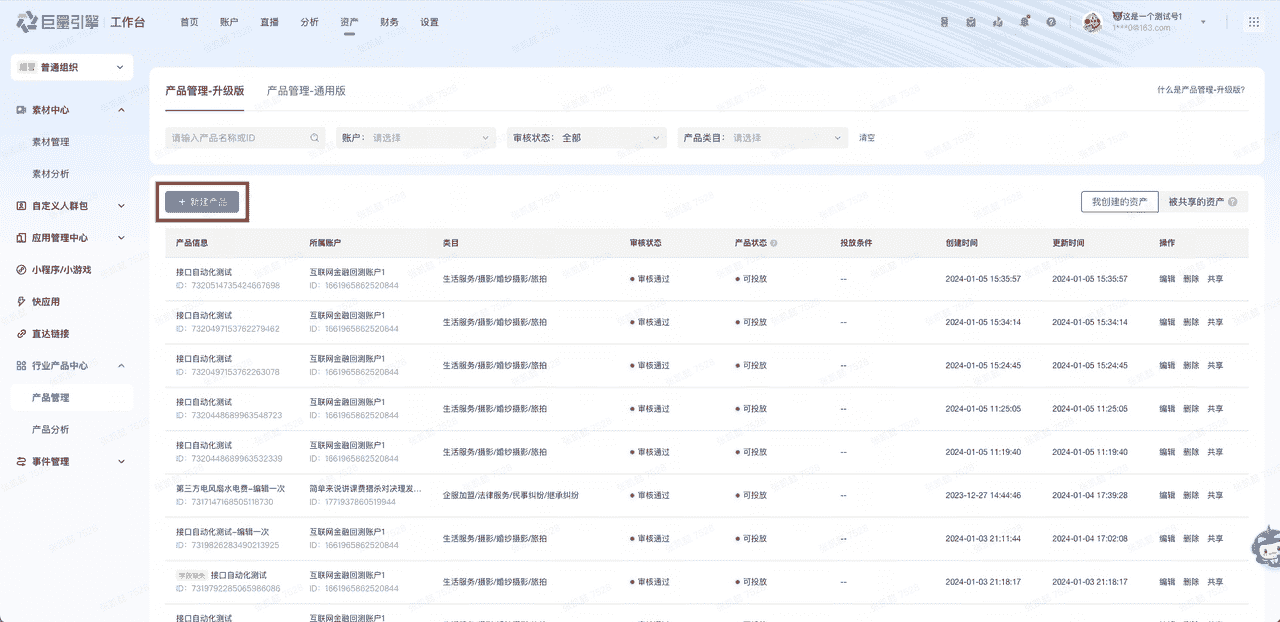 巨量引擎 工作台 首页 账户 直播 分析 资产 财务 设置
这是一个测试号1
1***0@163.com
普通组织
素材中心
素材管理
素材分析
自定义人群包
应用管理中心
小程序/小游戏
快应用
直达链接
行业产品中心
产品管理
产品分析
事件管理
产品管理-升级版 产品管理-通用版 什么是产品管理-升级版?
请输入产品名称或ID 账户: 请选择 审核状态: 全部 产品类目: 请选择 清空
+ 新建产品 我创建的资产 被共享的资产
产品信息 所属账户 类目 审核状态 产品状态 投放条件 创建时间 更新时间 操作
接口自动化测试 互联网金融回测账户1
ID: 7320514735424667698 ID: 1661965862520844 生活服务/摄影/婚纱摄影/旅拍 审核通过 可投放 -- 2024-01-05 15:35:57 2024-01-05 15:35:57 编辑 删除 共享
接口自动化测试 互联网金融回测账户1
ID: 7320497153762279462 ID: 1661965862520844 生活服务/摄影/婚纱摄影/旅拍 审核通过 可投放 -- 2024-01-05 15:34:14 2024-01-05 15:34:14 编辑 删除 共享
接口自动化测试 互联网金融回测账户1
ID: 7320497153762263078 ID: 1661965862520844 生活服务/摄影/婚纱摄影/旅拍 审核通过 可投放 -- 2024-01-05 15:24:45 2024-01-05 15:24:45 编辑 删除 共享
接口自动化测试 互联网金融回测账户1
ID: 7320448689963548723 ID: 1661965862520844 生活服务/摄影/婚纱摄影/旅拍 审核通过 可投放 -- 2024-01-05 11:25:05 2024-01-05 11:25:05 编辑 删除 共享
接口自动化测试 互联网金融回测账户1
ID: 7320448689963532339 ID: 1661965862520844 生活服务/摄影/婚纱摄影/旅拍 审核通过 可投放 -- 2024-01-05 11:19:40 2024-01-05 11:19:40 编辑 删除 共享
第三方电风扇水电费-编辑一次 简单来说讲课费猎杀对决理发...
ID: 7317147168505118730 ID: 1771937860519944 企服加盟/法律服务/民事纠纷/继承纠纷 审核通过 可投放 -- 2023-12-27 14:44:46 2024-01-04 17:39:28 编辑 删除 共享
接口自动化测试-编辑一次 互联网金融回测账户1
ID: 7319826283490213925 ID: 1661965862520844 生活服务/摄影/婚纱摄影/旅拍 审核通过 可投放 -- 2024-01-03 21:11:44 2024-01-04 17:02:08 编辑 删除 共享
字段缺失 接口自动化测试 互联网金融回测账户1
ID: 7319792285065986086 ID: 1661965862520844 生活服务/摄影/婚纱摄影/旅拍 审核通过 可投放 -- 2024-01-03 21:18:17 2024-01-03 21:18:17 编辑 删除 共享
接口自动化测试 互联网金融回测账户1